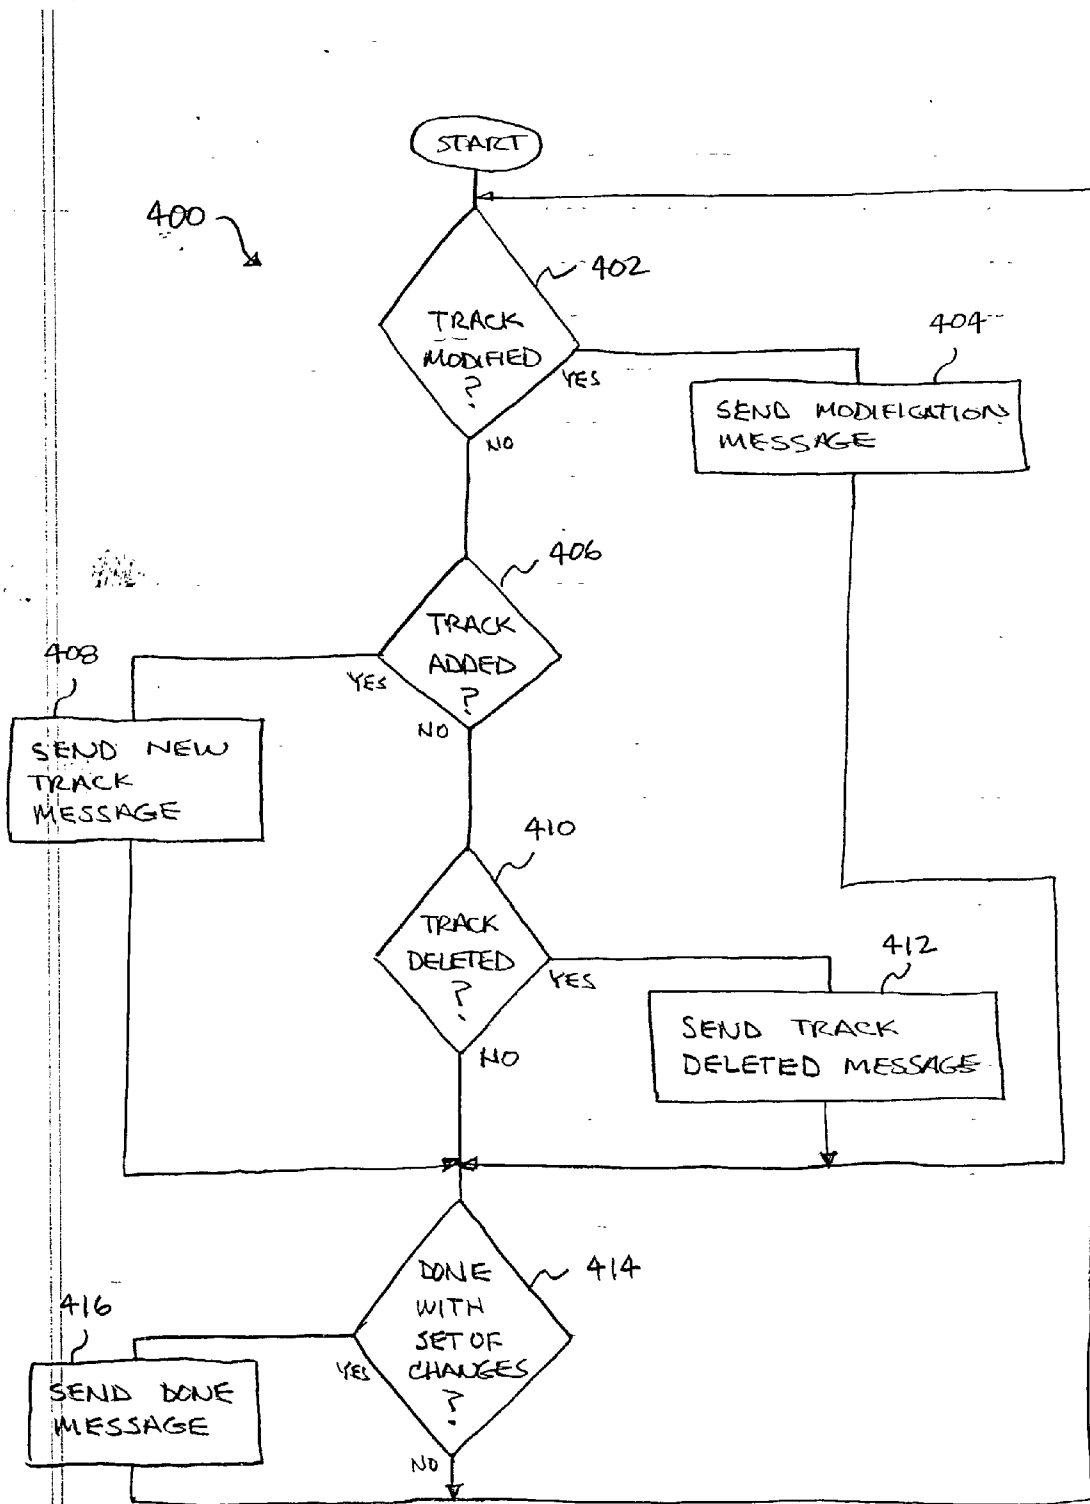 START
400
402
TRACK
MODIFIED
?
YES
NO
404
SEND MODIFICATION
MESSAGE
406
TRACK
ADDED
?
YES
NO
408
SEND NEW
TRACK
MESSAGE
410
TRACK
DELETED
?
YES
NO
412
SEND TRACK
DELETED MESSAGE
414
DONE
WITH
SET OF
CHANGES
?
YES
NO
416
SEND DONE
MESSAGE